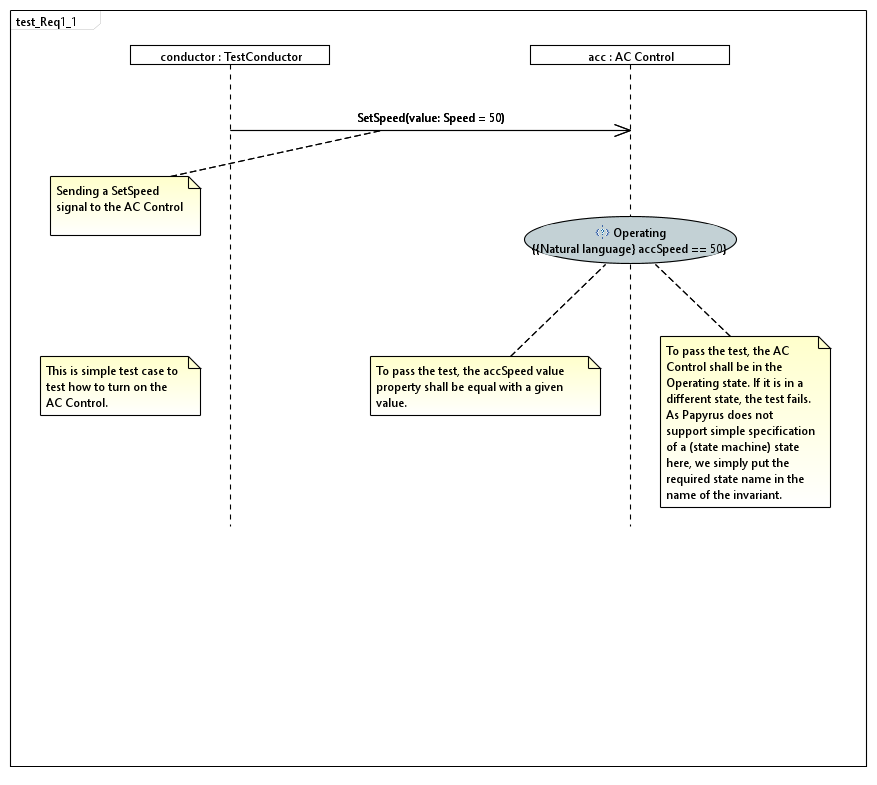 test_Req1_1
conductor : TestConductor
acc : AC Control
SetSpeed(value: Speed = 50)
Sending a SetSpeed
signal to the AC Control
Operating
{{Natural language} accSpeed == 50}
This is simple test case to
test how to turn on the
AC Control.
To pass the test, the accSpeed value
property shall be equal with a given
value.
To pass the test, the AC
Control shall be in the
Operating state. If it is in a
different state, the test fails.
As Papyrus does not
support simple specification
of a (state machine) state
here, we simply put the
required state name in the
name of the invariant.